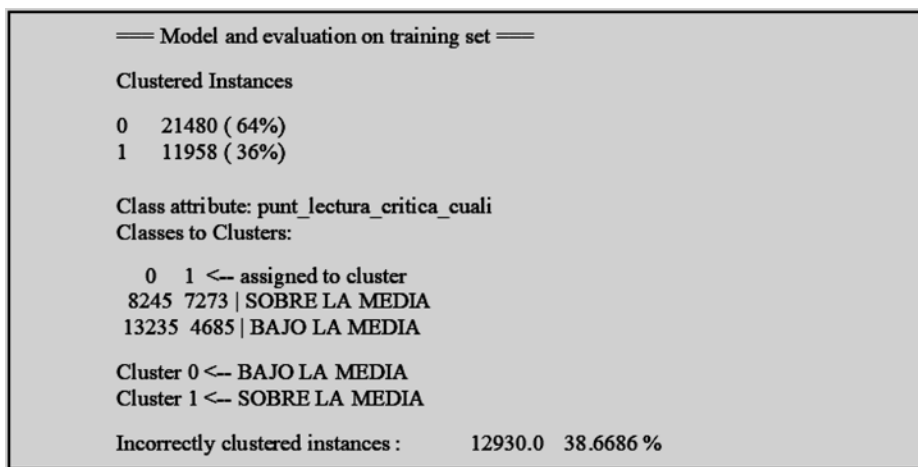 === Model and evaluation on training set ===
Clustered Instances
0 21480 ( 64%)
1 11958 ( 36%)
Class attribute: punt_lectura_critica_cuali
Classes to Clusters:
0 1 <-- assigned to cluster
8245 7273 | SOBRE LA MEDIA
13235 4685 | BAJO LA MEDIA
Cluster 0 <-- BAJO LA MEDIA
Cluster 1 <-- SOBRE LA MEDIA
Incorrectly clustered instances : 12930.0 38.6686 %